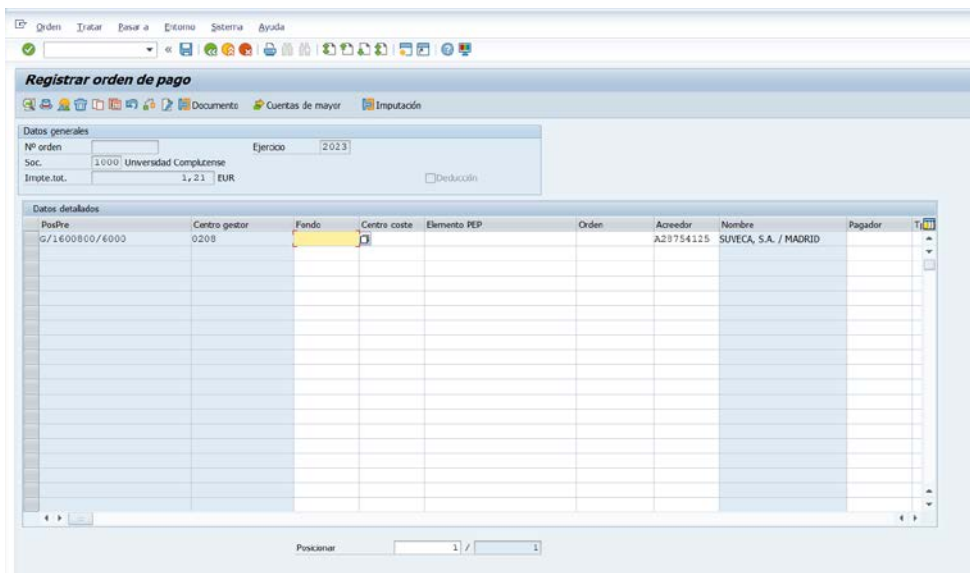 Orden Tratar Pasar a Entorno Sistema Ayuda
Registrar orden de pago
Documento Cuentas de mayor Imputación
Datos generales
Nº orden Ejercicio 2023
Soc. 1000 Unversidad Complutense
Impte.tot. 1,21 EUR Deducción
Datos detallados
PosPre Centro gestor Fondo Centro coste Elemento PEP Orden Acreedor Nombre Pagador
G/1600800/6000 0208 A28754125 SUVECA, S.A. / MADRID
Posicionar 1 / 1